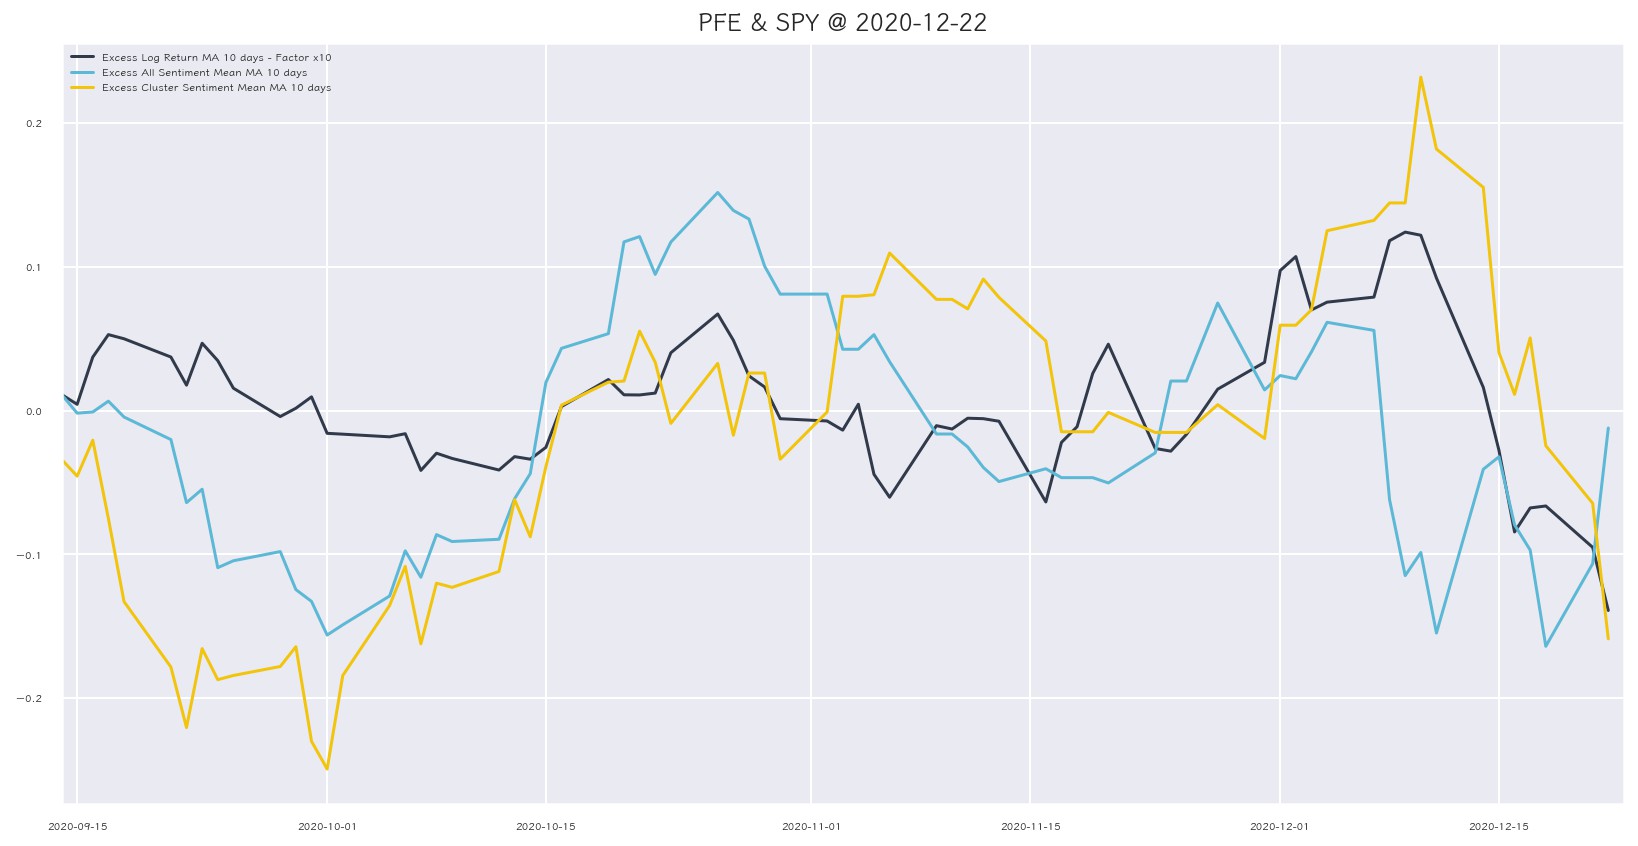 PFE & SPY @ 2020-12-22
Excess Log Return MA 10 days - Factor x10
Excess All Sentiment Mean MA 10 days
Excess Cluster Sentiment Mean MA 10 days
0.2
0.1
0.0
−0.1
−0.2
2020-09-15 2020-10-01 2020-10-15 2020-11-01 2020-11-15 2020-12-01 2020-12-15